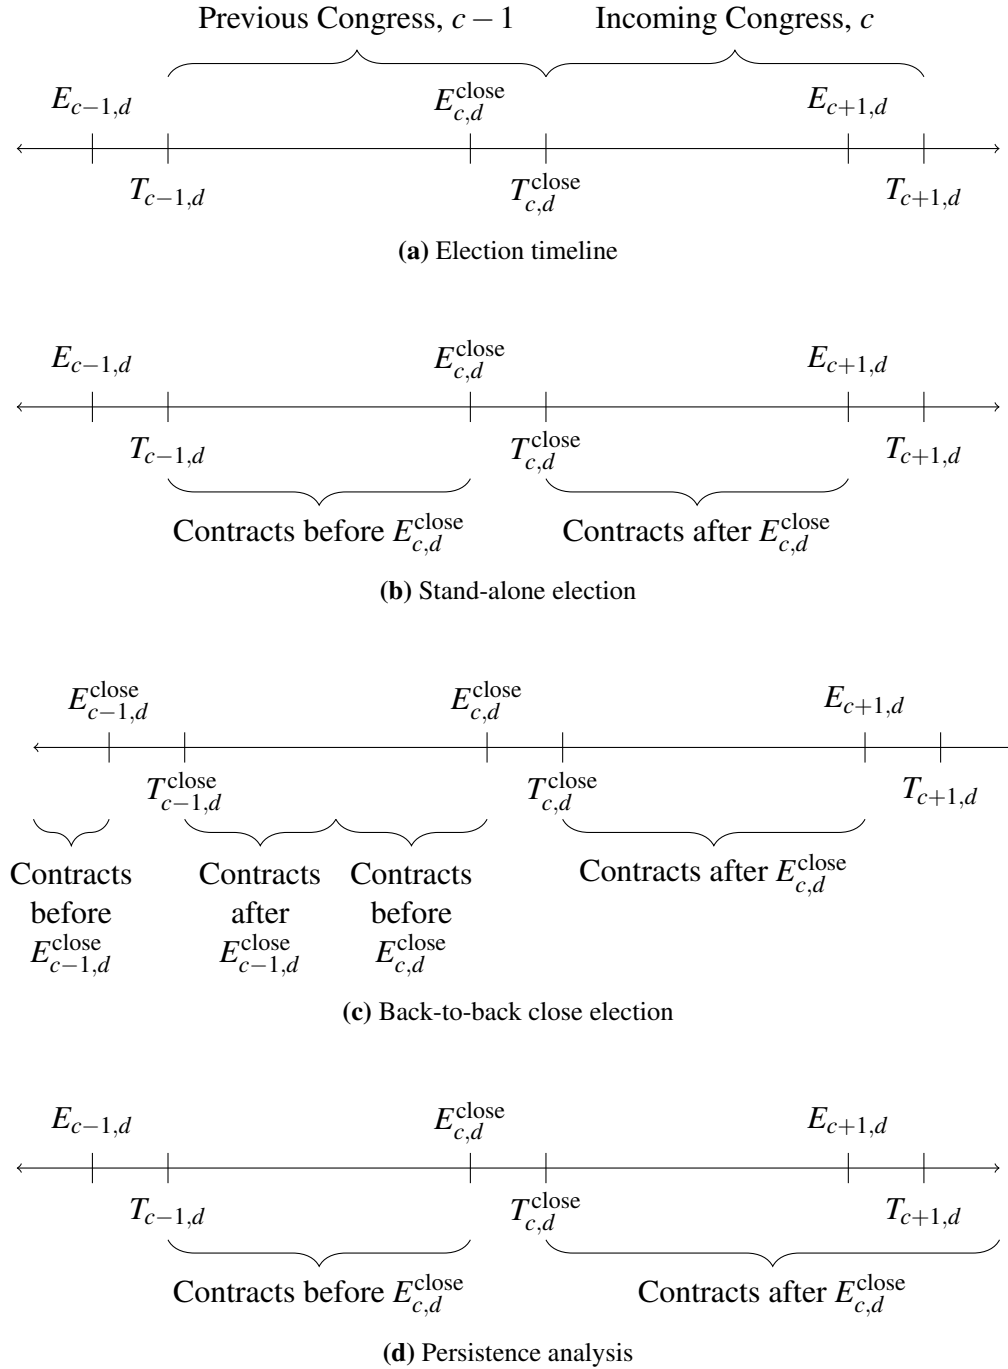 Previous Congress, c − 1 Incoming Congress, c
E_{c−1,d} E_{c,d}^{close} E_{c+1,d}
T_{c−1,d} T_{c,d}^{close} T_{c+1,d}
(a) Election timeline
E_{c−1,d} E_{c,d}^{close} E_{c+1,d}
T_{c−1,d} T_{c,d}^{close} T_{c+1,d}
Contracts before E_{c,d}^{close} Contracts after E_{c,d}^{close}
(b) Stand-alone election
E_{c−1,d}^{close} E_{c,d}^{close} E_{c+1,d}
T_{c−1,d}^{close} T_{c,d}^{close} T_{c+1,d}
Contracts
before
E_{c−1,d}^{close}
Contracts
after
E_{c−1,d}^{close}
Contracts
before
E_{c,d}^{close}
Contracts after E_{c,d}^{close}
(c) Back-to-back close election
E_{c−1,d} E_{c,d}^{close} E_{c+1,d}
T_{c−1,d} T_{c,d}^{close} T_{c+1,d}
Contracts before E_{c,d}^{close} Contracts after E_{c,d}^{close}
(d) Persistence analysis